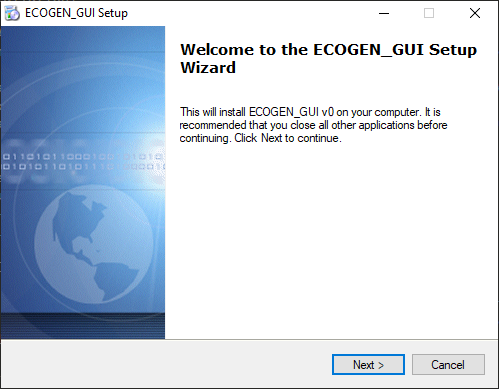 ECOGEN_GUI Setup
Welcome to the ECOGEN_GUI Setup
Wizard
This will install ECOGEN_GUI v0 on your computer. It is
recommended that you close all other applications before
continuing. Click Next to continue.
Next >
Cancel